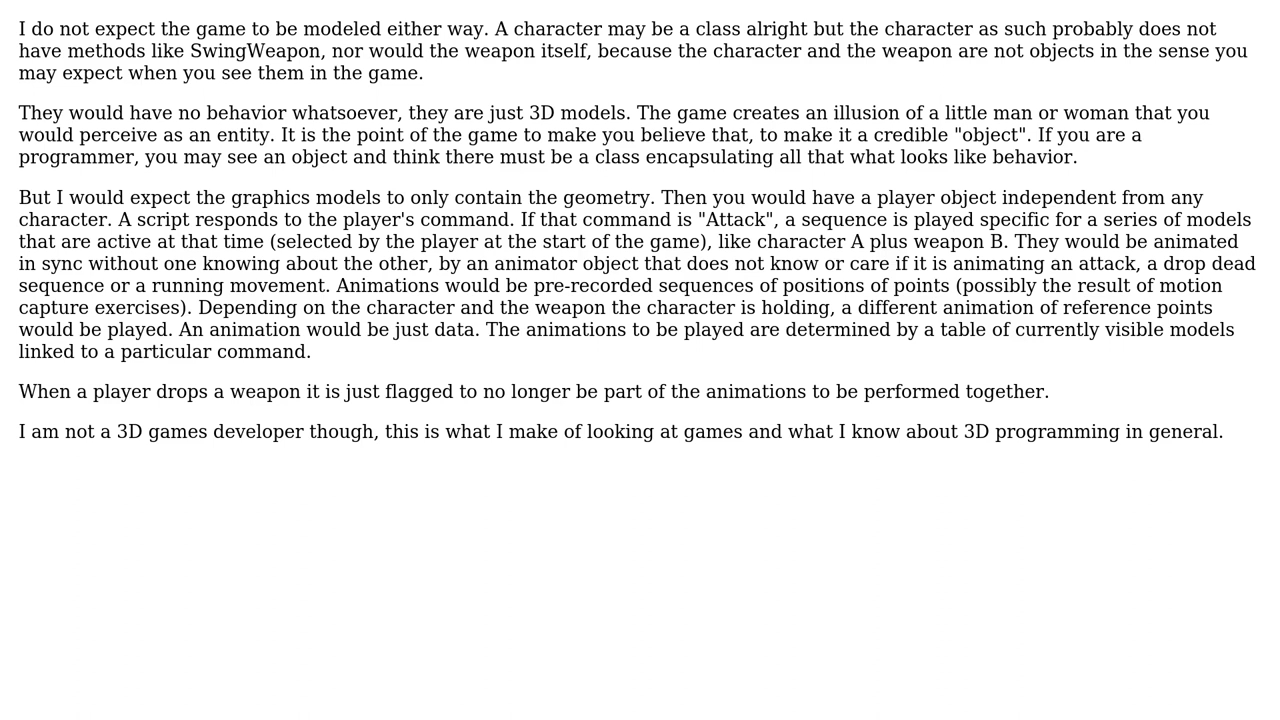 I do not expect the game to be modeled either way. A character may be a class alright but the character as such probably does not
have methods like SwingWeapon, nor would the weapon itself, because the character and the weapon are not objects in the sense you
may expect when you see them in the game.
They would have no behavior whatsoever, they are just 3D models. The game creates an illusion of a little man or woman that you
would perceive as an entity. It is the point of the game to make you believe that, to make it a credible "object". If you are a
programmer, you may see an object and think there must be a class encapsulating all that what looks like behavior.
But I would expect the graphics models to only contain the geometry. Then you would have a player object independent from any
character. A script responds to the player's command. If that command is "Attack", a sequence is played specific for a series of models
that are active at that time (selected by the player at the start of the game), like character A plus weapon B. They would be animated
in sync without one knowing about the other, by an animator object that does not know or care if it is animating an attack, a drop dead
sequence or a running movement. Animations would be pre-recorded sequences of positions of points (possibly the result of motion
capture exercises). Depending on the character and the weapon the character is holding, a different animation of reference points
would be played. An animation would be just data. The animations to be played are determined by a table of currently visible models
linked to a particular command.
When a player drops a weapon it is just flagged to no longer be part of the animations to be performed together.
I am not a 3D games developer though, this is what I make of looking at games and what I know about 3D programming in general.